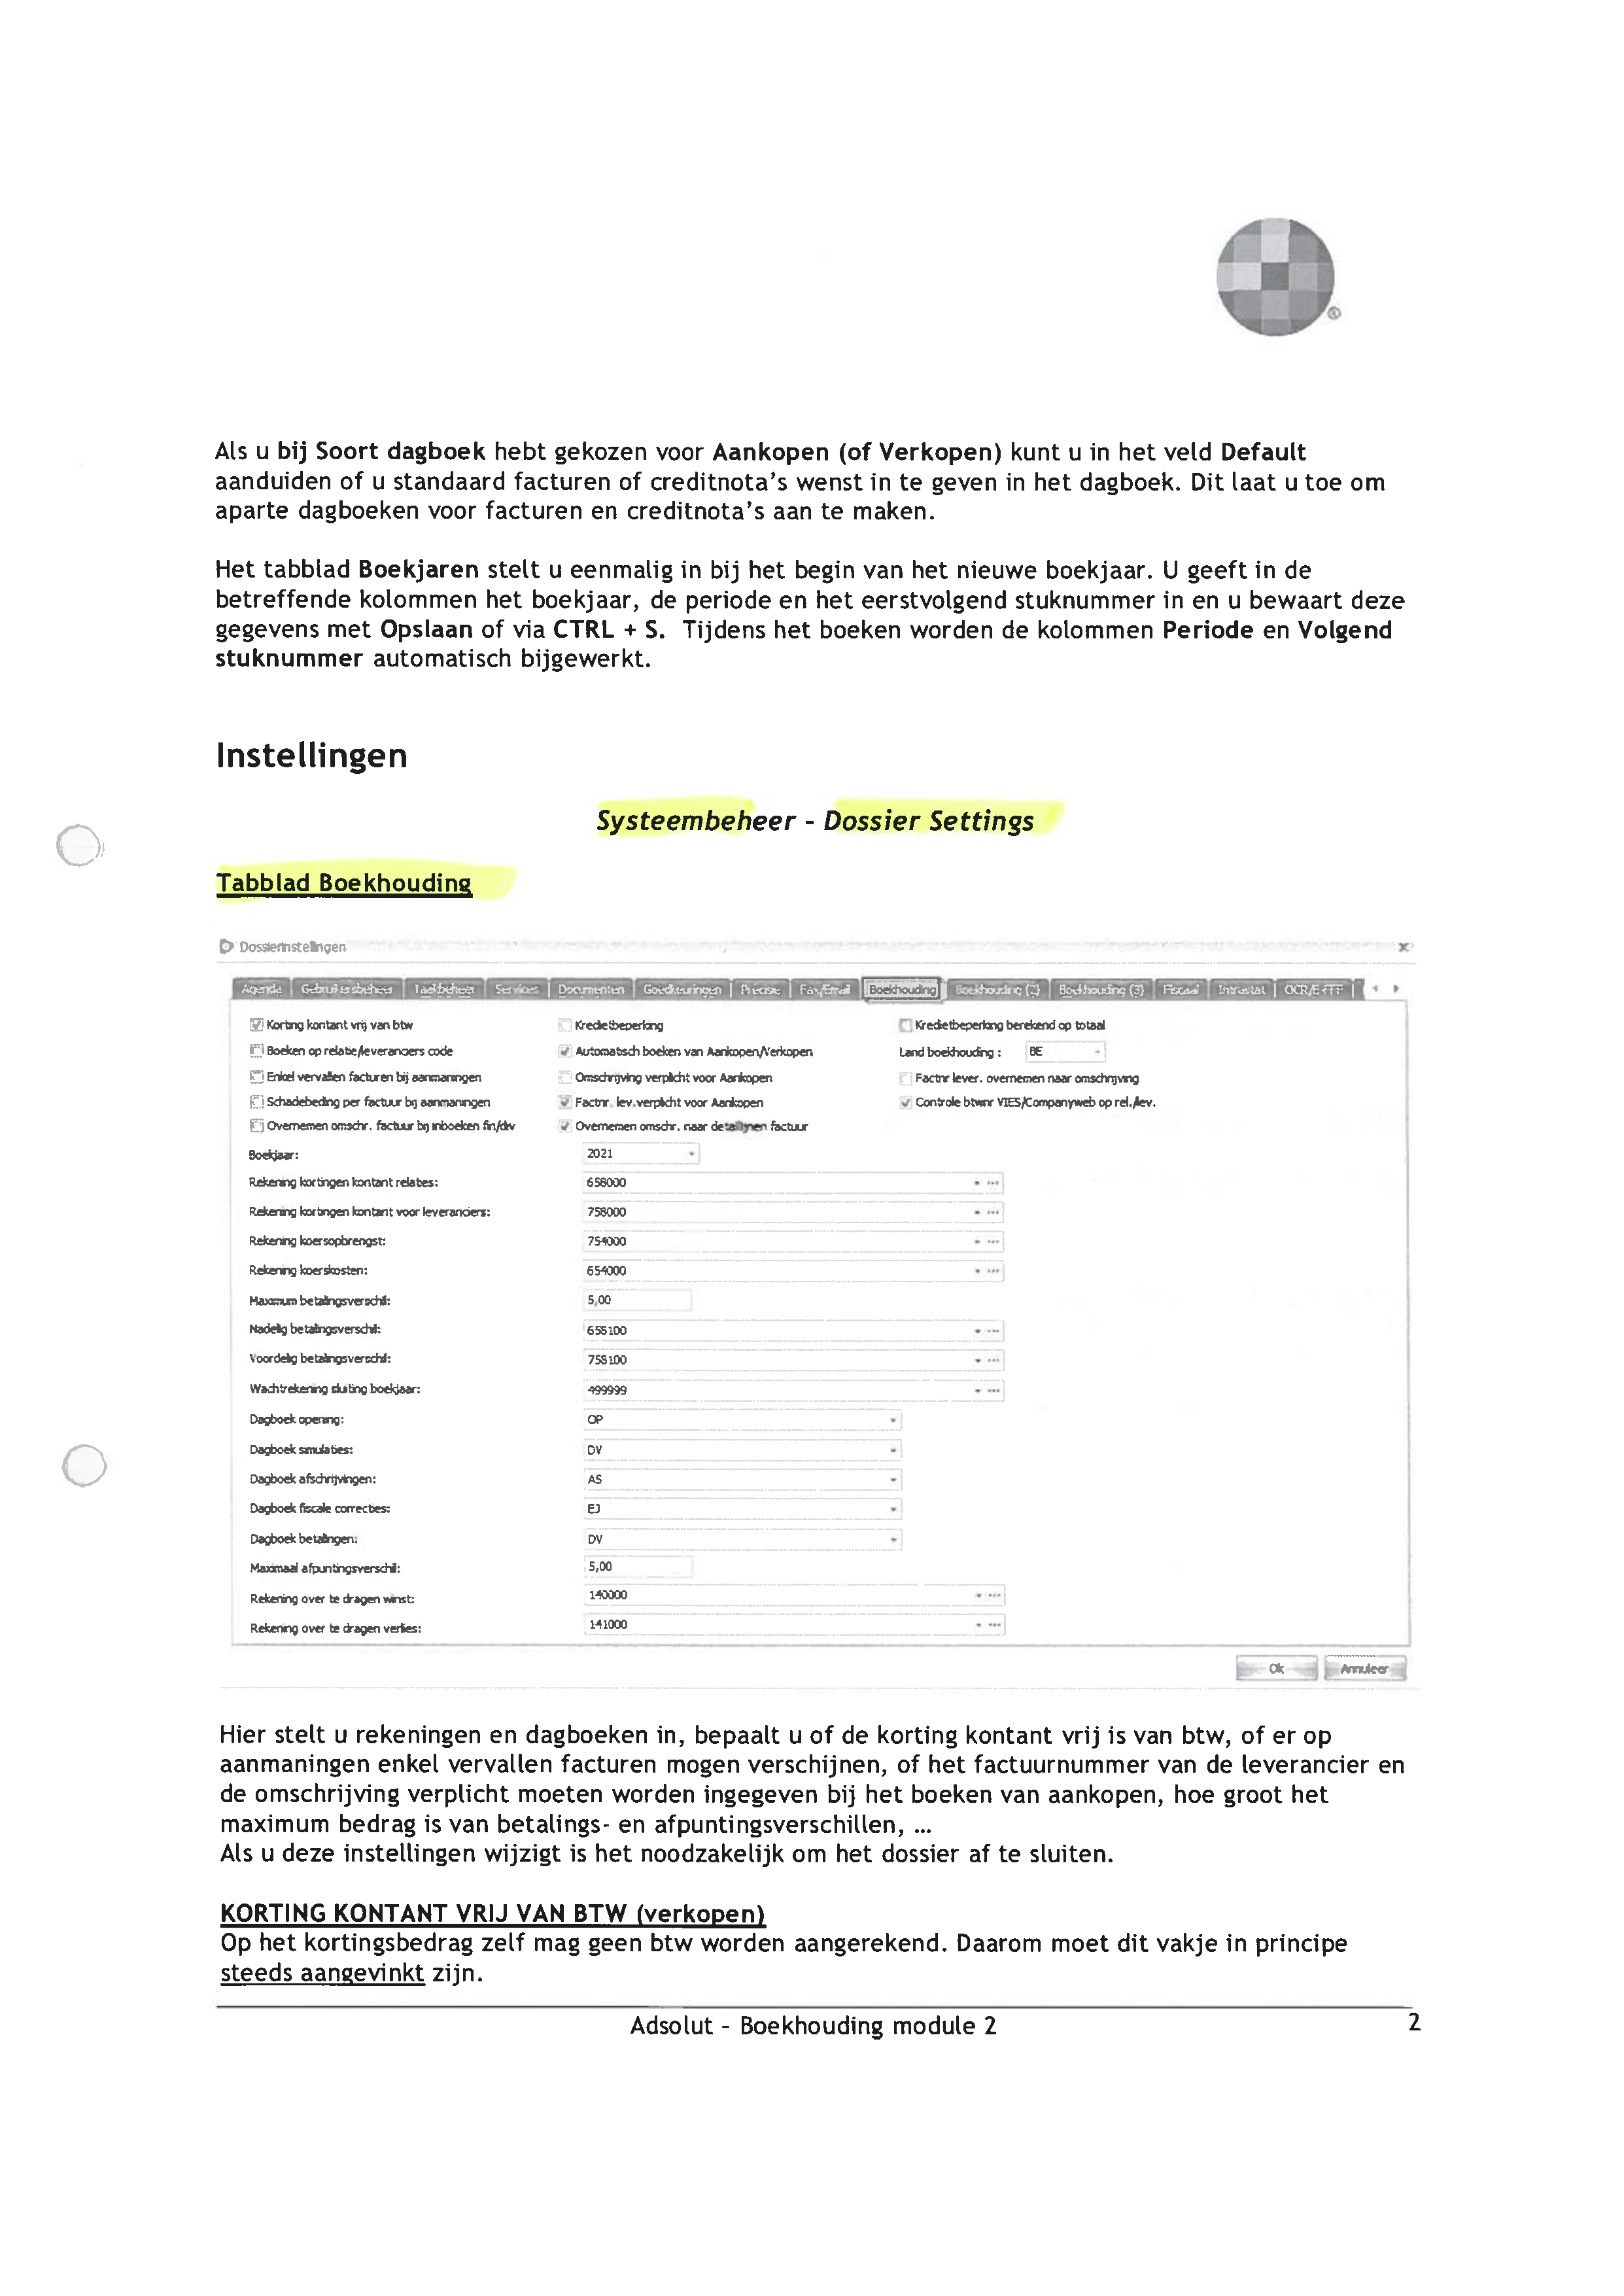 Als u bij Soort dagboek hebt gekozen voor Aankopen (of Verkopen) kunt u in het veld Default
aanduiden of u standaard facturen of creditnota's wenst in te geven in het dagboek. Dit laat u toe om
aparte dagboeken voor facturen en creditnota's aan te maken.
Het tabblad Boekjaren stelt u eenmalig in bij het begin van het nieuwe boekjaar. U geeft in de
betreffende kolommen het boekjaar, de periode en het eerstvolgend stuknummer in en u bewaart deze
gegevens met Opslaan of via CTRL + S. Tijdens het boeken worden de kolommen Periode en Volgend
stuknummer automatisch bijgewerkt.
Instellingen
Systeembeheer - Dossier Settings
Tabblad Boekhouding
Dossierinstellingen
Agenda Gebruikersbeheer Taakbeheer Services Documenten Goedkeuringen Precisie Fax/Email Boekhouding Boekhouding (2) Boekhouding (3) Fiscaal Intrastat OCR/E-FFF
Korting kontant vrij van btw Kredietbeperking Kredietbeperking berekend op totaal
Boeken op relatie/leveranciers code Automatisch boeken van Aankopen/Verkopen Land boekhouding : BE
Enkel vervallen facturen bij aanmaningen Omschrijving verplicht voor Aankopen Factnr lever. overnemen naar omschrijving
Schadebeding per factuur bij aanmaningen Factnr. lev. verplicht voor Aankopen Controle btwnr VIES/Companyweb op rel./lev.
Overnemen omschr. factuur bij inboeken fin/div Overnemen omschr. naar detaillijnen factuur
Boekjaar: 2021
Rekening kortingen kontant relaties: 658000
Rekening kortingen kontant voor leveranciers: 758000
Rekening koersopbrengst: 754000
Rekening koerskosten: 654000
Maximum betalingsverschil: 5,00
Nadelig betalingsverschil: 658100
Voordelig betalingsverschil: 758100
Wachtrekening sluiting boekjaar: 499999
Dagboek opening: OP
Dagboek simulaties: DV
Dagboek afschrijvingen: AS
Dagboek fiscale correcties: EJ
Dagboek betalingen: DV
Maximaal afpuntingsverschil: 5,00
Rekening over te dragen winst: 140000
Rekening over te dragen verlies: 141000
Ok Annuleer
Hier stelt u rekeningen en dagboeken in, bepaalt u of de korting kontant vrij is van btw, of er op
aanmaningen enkel vervallen facturen mogen verschijnen, of het factuurnummer van de leverancier en
de omschrijving verplicht moeten worden ingegeven bij het boeken van aankopen, hoe groot het
maximum bedrag is van betalings- en afpuntingsverschillen, ...
Als u deze instellingen wijzigt is het noodzakelijk om het dossier af te sluiten.
KORTING KONTANT VRIJ VAN BTW (verkopen)
Op het kortingsbedrag zelf mag geen btw worden aangerekend. Daarom moet dit vakje in principe
steeds aangevinkt zijn.
Adsolut - Boekhouding module 2 2